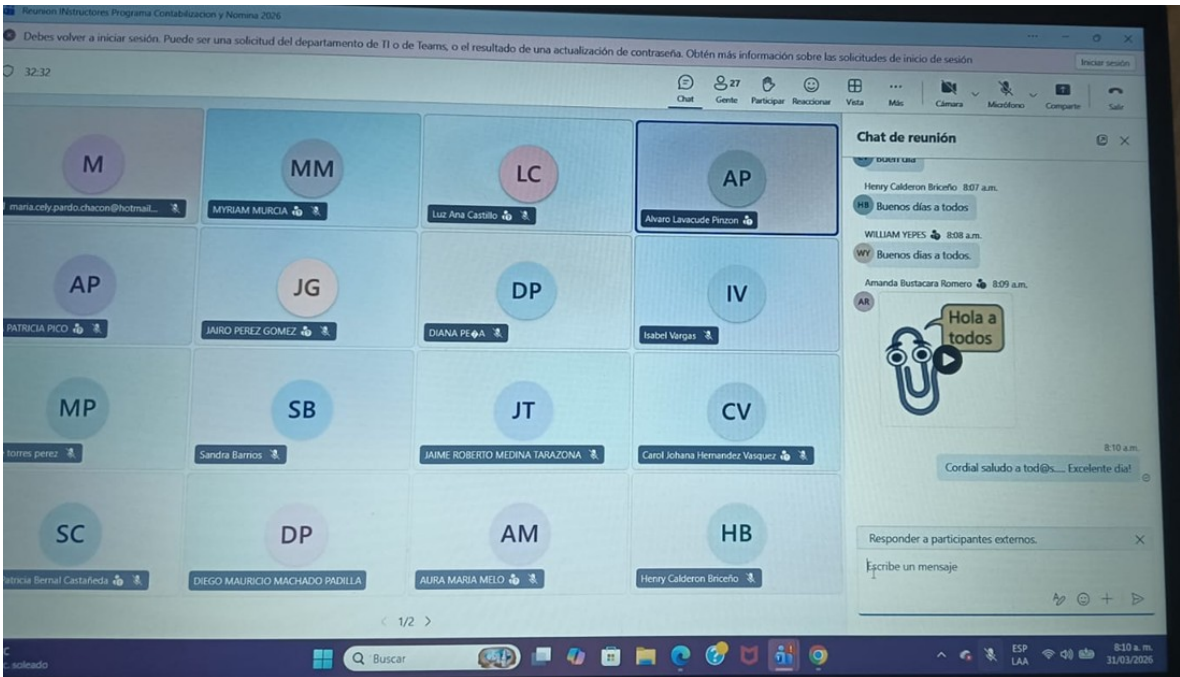 Reunion INstructores Programa Contabilizacion y Nomina 2026
Debes volver a iniciar sesión. Puede ser una solicitud del departamento de TI o de Teams, o el resultado de una actualización de contraseña. Obtén más información sobre las solicitudes de inicio de sesión
Iniciar sesión
32:32
Chat
27
Gente
Participar
Reaccionar
Vista
Más
Cámara
Micrófono
Compartir
Salir
M
maria.cely.pardo.chacon@hotmail...
MM
MYRIAM MURCIA
LC
Luz Ana Castillo
AP
Alvaro Lavacude Pinzon
AP
PATRICIA PICO
JG
JAIRO PEREZ GOMEZ
DP
DIANA PE�A
IV
Isabel Vargas
MP
torres perez
SB
Sandra Barrios
JT
JAIME ROBERTO MEDINA TARAZONA
CV
Carol Johana Hernandez Vasquez
SC
Patricia Bernal Castañeda
DP
DIEGO MAURICIO MACHADO PADILLA
AM
AURA MARIA MELO
HB
Henry Calderon Briceño
1/2
Chat de reunión
Buen dia
Henry Calderon Briceño 8:07 a.m.
HB Buenos días a todos
WILLIAM YEPES 8:08 a.m.
WY Buenos dias a todos.
Amanda Bustacara Romero 8:09 a.m.
AR
Hola a
todos
8:10 a.m.
Cordial saludo a tod@s.... Excelente dia!
Responder a participantes externos.
Escribe un mensaje
C
c. soleado
Buscar
ESP
LAA
8:10 a. m.
31/03/2026